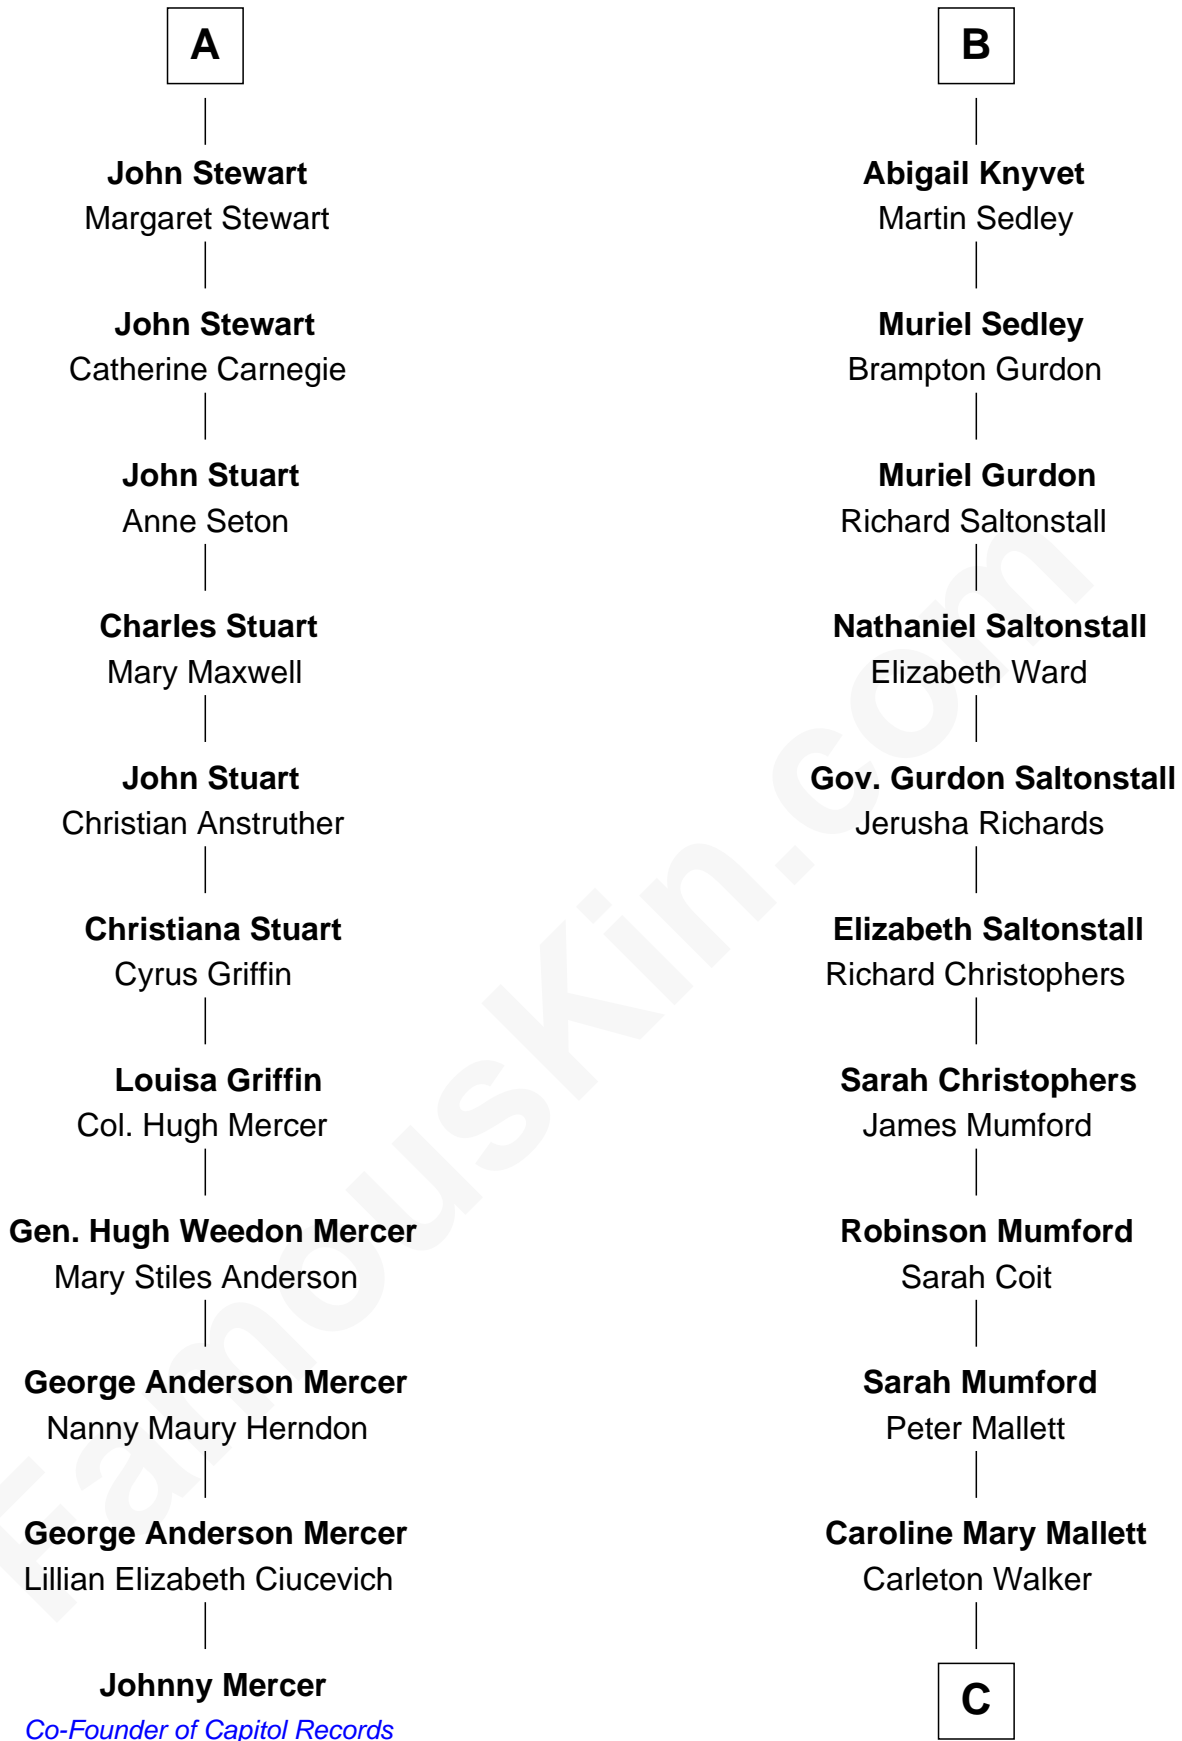 A
John Stewart
Margaret Stewart
John Stewart
Catherine Carnegie
John Stuart
Anne Seton
Charles Stuart
Mary Maxwell
John Stuart
Christian Anstruther
Christiana Stuart
Cyrus Griffin
Louisa Griffin
Col. Hugh Mercer
Gen. Hugh Weedon Mercer
Mary Stiles Anderson
George Anderson Mercer
Nanny Maury Herndon
George Anderson Mercer
Lillian Elizabeth Ciucevich
Johnny Mercer
Co-Founder of Capitol Records
B
Abigail Knyvet
Martin Sedley
Muriel Sedley
Brampton Gurdon
Muriel Gurdon
Richard Saltonstall
Nathaniel Saltonstall
Elizabeth Ward
Gov. Gurdon Saltonstall
Jerusha Richards
Elizabeth Saltonstall
Richard Christophers
Sarah Christophers
James Mumford
Robinson Mumford
Sarah Coit
Sarah Mumford
Peter Mallett
Caroline Mary Mallett
Carleton Walker
C
FamousKin.com